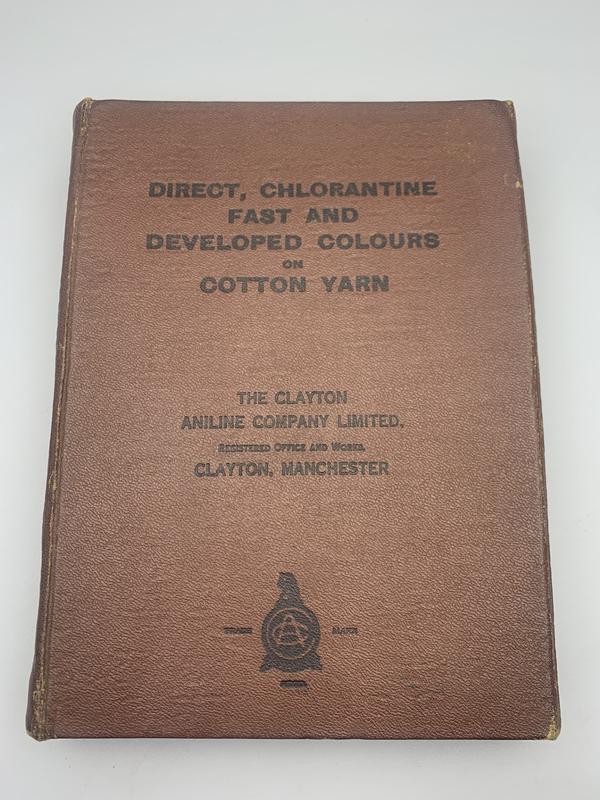 DIRECT, CHLORANTINE
FAST AND
DEVELOPED COLOURS
ON
COTTON YARN
THE CLAYTON
ANILINE COMPANY LIMITED,
REGISTERED OFFICE AND WORKS,
CLAYTON, MANCHESTER
TRADE MARK